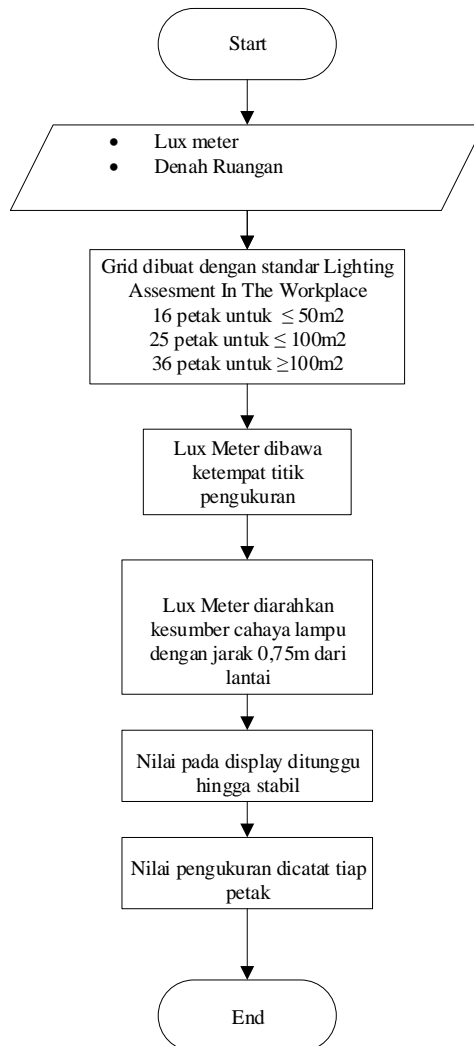 Start
• Lux meter
• Denah Ruangan
Grid dibuat dengan standar Lighting
Assesment In The Workplace
16 petak untuk ≤ 50m2
25 petak untuk ≤ 100m2
36 petak untuk ≥100m2
Lux Meter dibawa
ketempat titik
pengukuran
Lux Meter diarahkan
kesumber cahaya lampu
dengan jarak 0,75m dari
lantai
Nilai pada display ditunggu
hingga stabil
Nilai pengukuran dicatat tiap
petak
End